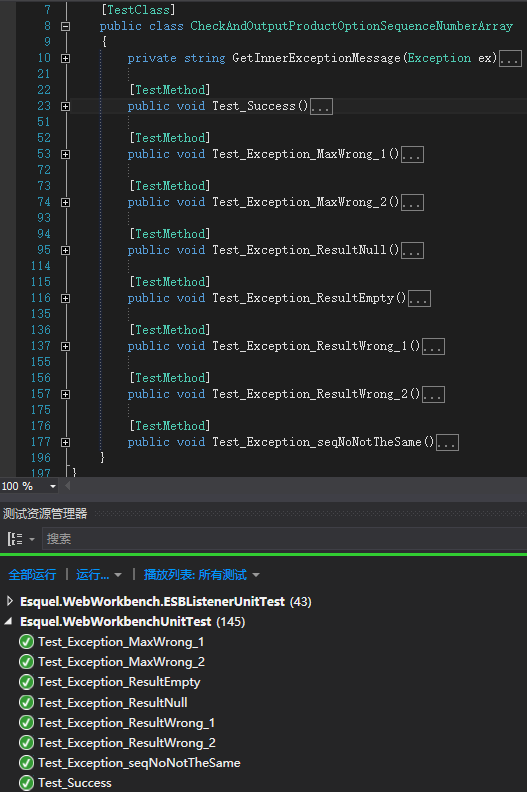 7 [TestClass]
8 public class CheckAndOutputProductOptionSequenceNumberArray
9 {
10 private string GetInnerExceptionMessage(Exception ex)...
21
22 [TestMethod]
23 public void Test_Success()...
51
52 [TestMethod]
53 public void Test_Exception_MaxWrong_1()...
72
73 [TestMethod]
74 public void Test_Exception_MaxWrong_2()...
93
94 [TestMethod]
95 public void Test_Exception_ResultNull()...
114
115 [TestMethod]
116 public void Test_Exception_ResultEmpty()...
135
136 [TestMethod]
137 public void Test_Exception_ResultWrong_1()...
155
156 [TestMethod]
157 public void Test_Exception_ResultWrong_2()...
175
176 [TestMethod]
177 public void Test_Exception_seqNoNotTheSame()...
196 }
197 }
100 %
测试资源管理器
搜索
全部运行 | 运行... | 播放列表: 所有测试
Esquel.WebWorkbench.ESBListenerUnitTest (43)
Esquel.WebWorkbenchUnitTest (145)
Test_Exception_MaxWrong_1
Test_Exception_MaxWrong_2
Test_Exception_ResultEmpty
Test_Exception_ResultNull
Test_Exception_ResultWrong_1
Test_Exception_ResultWrong_2
Test_Exception_seqNoNotTheSame
Test_Success